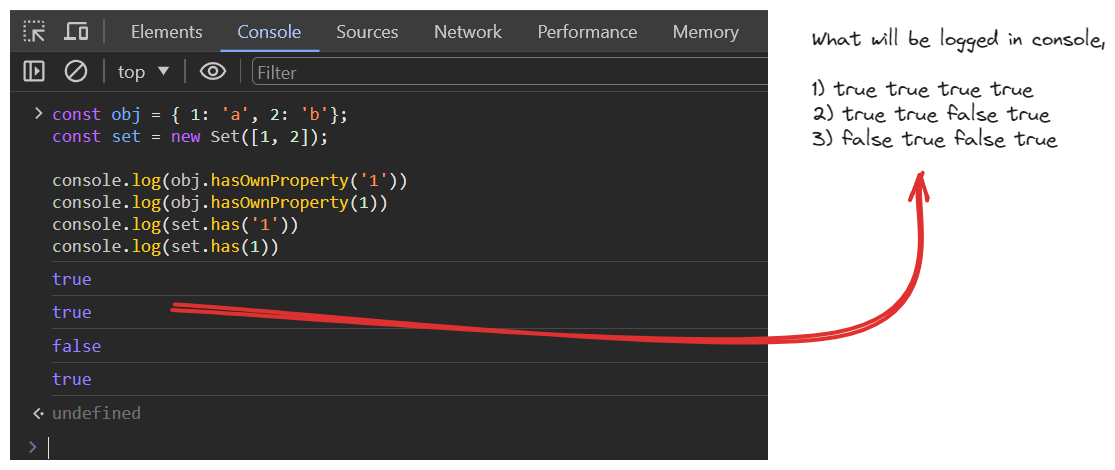 Elements Console Sources Network Performance Memory
top Filter
const obj = { 1: 'a', 2: 'b'};
const set = new Set([1, 2]);
console.log(obj.hasOwnProperty('1'))
console.log(obj.hasOwnProperty(1))
console.log(set.has('1'))
console.log(set.has(1))
true
true
false
true
undefined
What will be logged in console,
1) true true true true
2) true true false true
3) false true false true